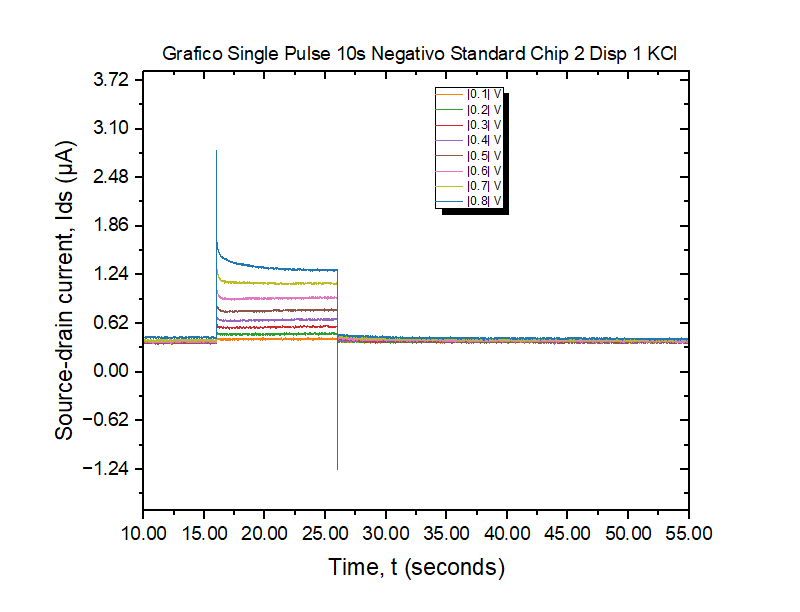 Grafico Single Pulse 10s Negativo Standard Chip 2 Disp 1 KCl
|0.1| V
|0.2| V
|0.3| V
|0.4| V
|0.5| V
|0.6| V
|0.7| V
|0.8| V
Source-drain current, Ids (µA)
3.72
3.10
2.48
1.86
1.24
0.62
0.00
−0.62
−1.24
10.00 15.00 20.00 25.00 30.00 35.00 40.00 45.00 50.00 55.00
Time, t (seconds)